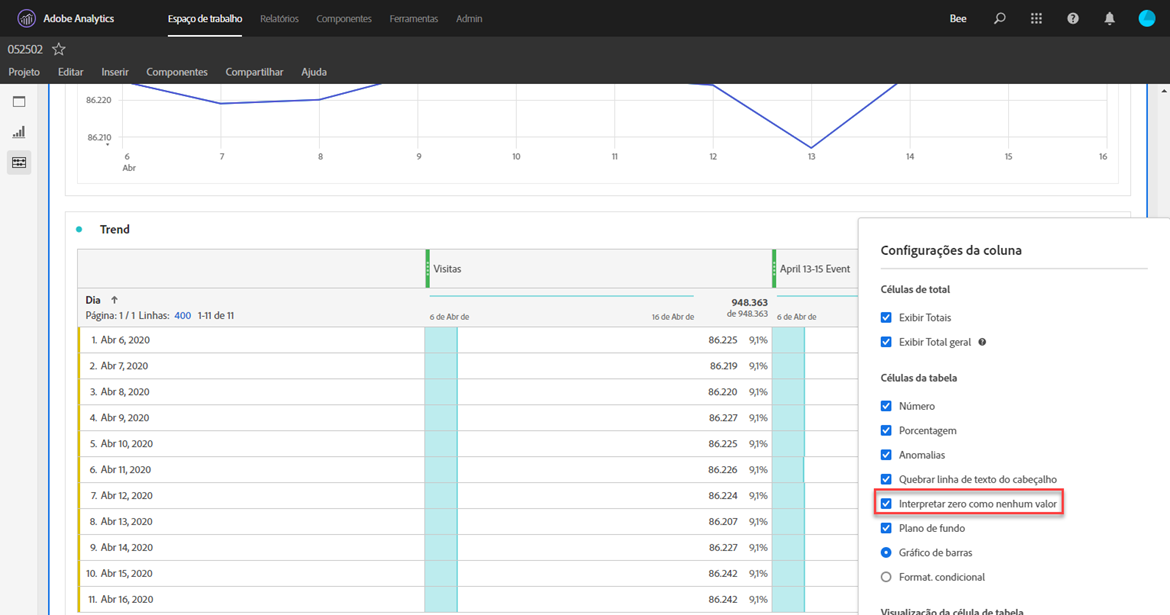 Adobe Analytics Espaço de trabalho Relatórios Componentes Ferramentas Admin Bee
052502
Projeto Editar Inserir Componentes Compartilhar Ajuda
86.220
86.210
6 7 8 9 10 11 12 13 14 15 16
Abr
Trend
Visitas April 13-15 Event
Dia ↑ 948.363
Página: 1 / 1 Linhas: 400 1-11 de 11 6 de Abr de 16 de Abr de de 948.363 6 de Abr de
1. Abr 6, 2020 86.225 9,1%
2. Abr 7, 2020 86.219 9,1%
3. Abr 8, 2020 86.220 9,1%
4. Abr 9, 2020 86.227 9,1%
5. Abr 10, 2020 86.225 9,1%
6. Abr 11, 2020 86.226 9,1%
7. Abr 12, 2020 86.224 9,1%
8. Abr 13, 2020 86.207 9,1%
9. Abr 14, 2020 86.227 9,1%
10. Abr 15, 2020 86.242 9,1%
11. Abr 16, 2020 86.242 9,1%
Configurações da coluna
Células de total
Exibir Totais
Exibir Total geral
Células da tabela
Número
Porcentagem
Anomalias
Quebrar linha de texto do cabeçalho
Interpretar zero como nenhum valor
Plano de fundo
Gráfico de barras
Format. condicional
Visualização da célula de tabela